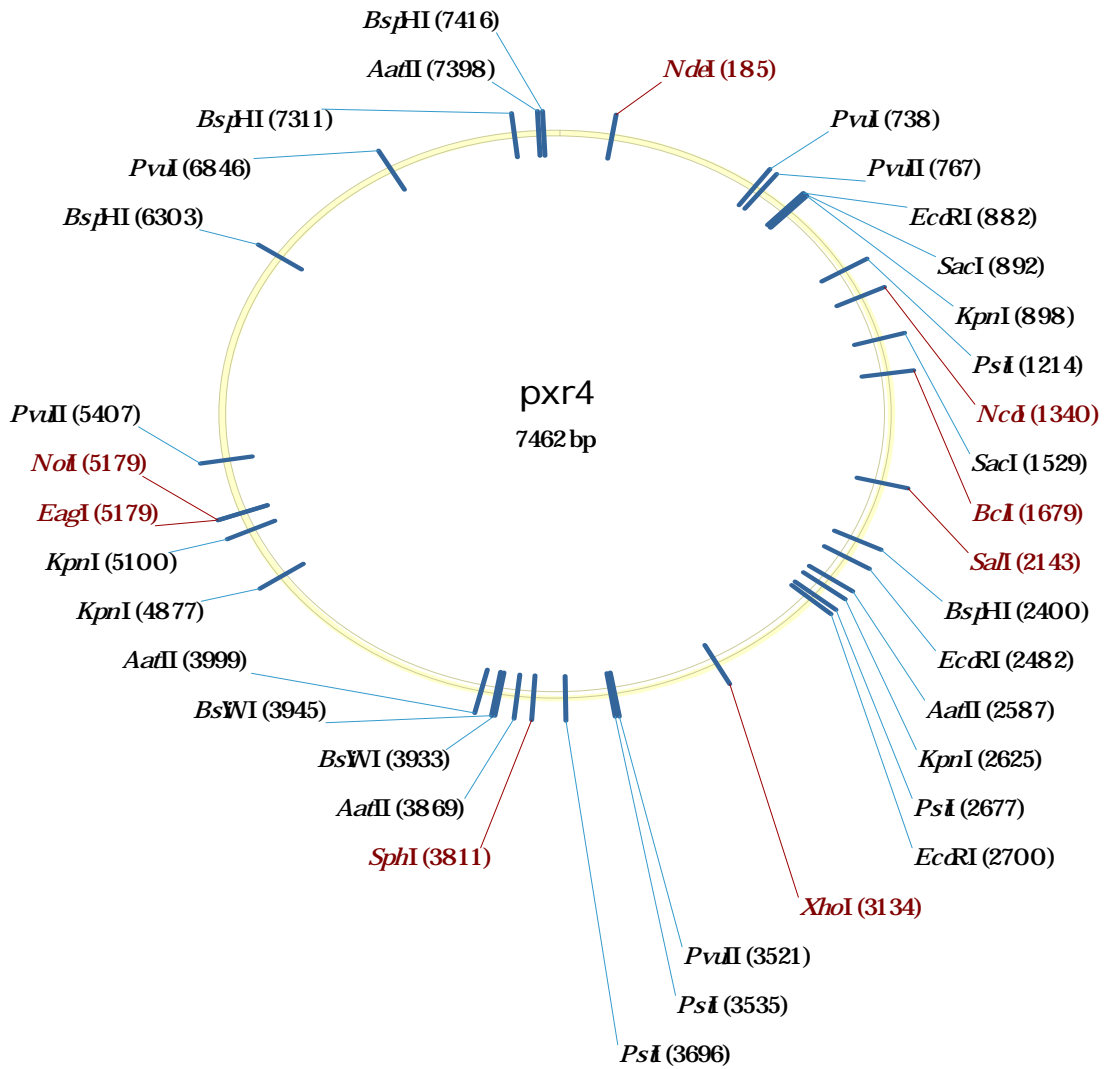 BspHI (7416)
AatII (7398)
NdeI (185)
BspHI (7311)
PvuI (738)
PvuI (6846)
PvuII (767)
BspHI (6303)
EcoRI (882)
SacI (892)
KpnI (898)
PstI (1214)
pxr4
7462 bp
PvuII (5407)
NcoI (1340)
NotI (5179)
SacI (1529)
EagI (5179)
BclI (1679)
KpnI (5100)
SalI (2143)
KpnI (4877)
BspHI (2400)
AatII (3999)
EcoRI (2482)
BsiWI (3945)
AatII (2587)
BsiWI (3933)
KpnI (2625)
AatII (3869)
PstI (2677)
SphI (3811)
EcoRI (2700)
XhoI (3134)
PvuII (3521)
PstI (3535)
PstI (3696)